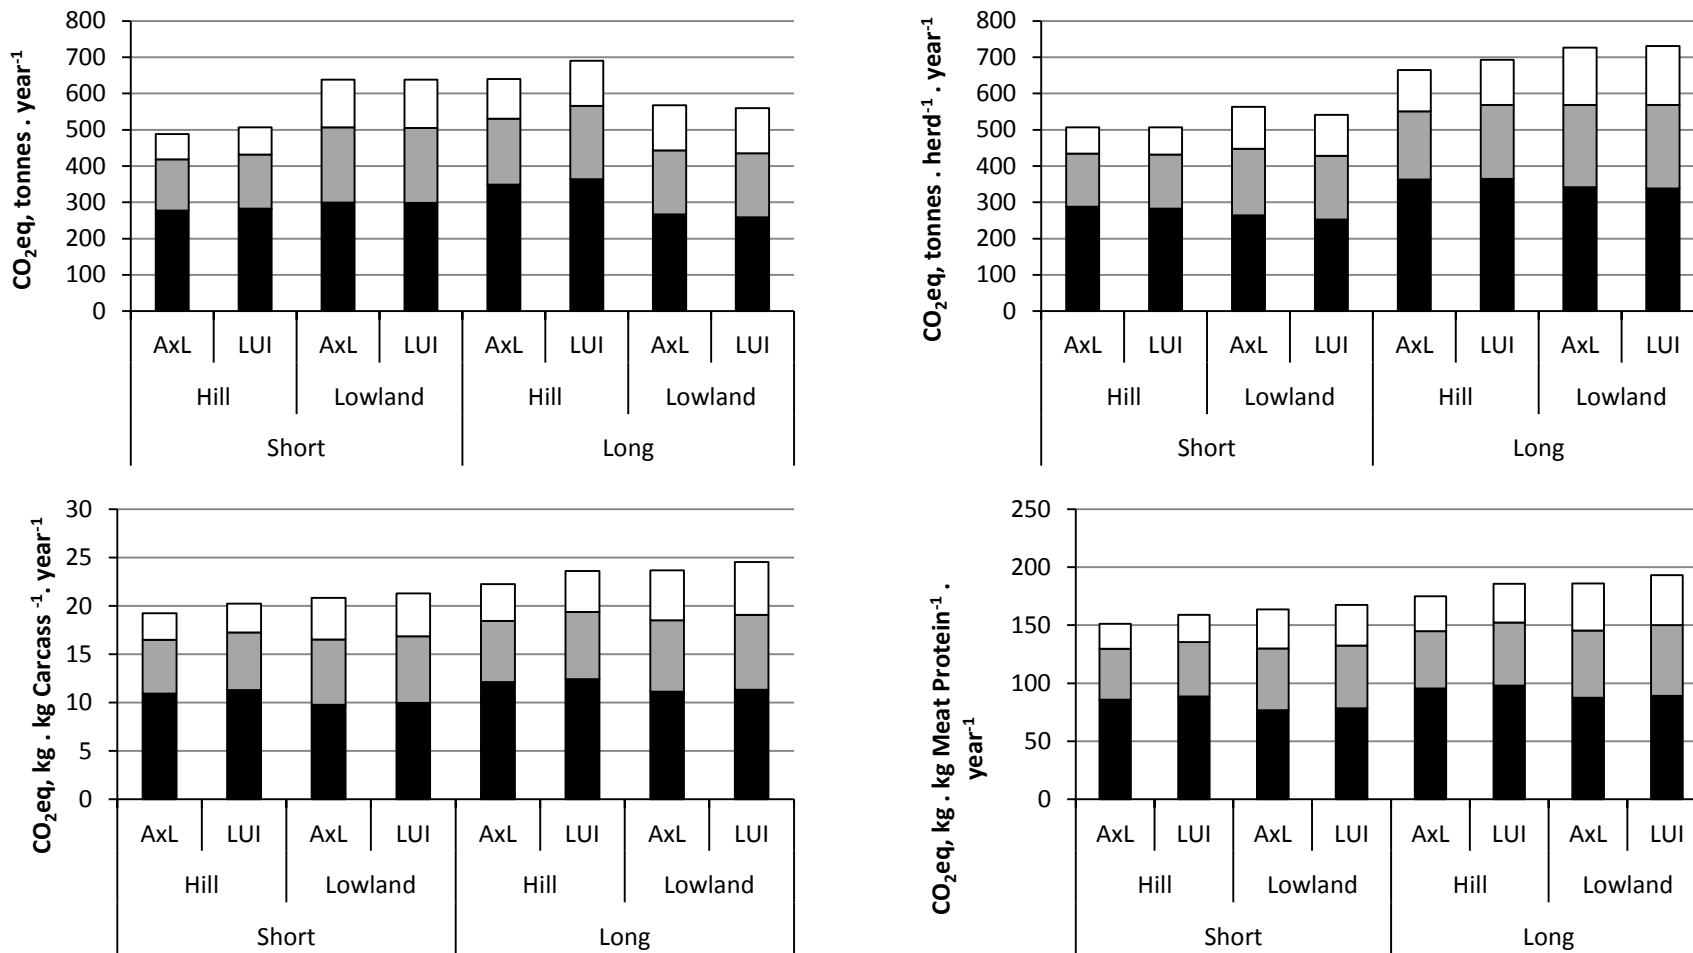 CO₂eq, tonnes . year⁻¹
800
700
600
500
400
300
200
100
0
AxL LUI AxL LUI AxL LUI AxL LUI
Hill Lowland Hill Lowland
Short Long
CO₂eq, tonnes . herd⁻¹ . year⁻¹
800
700
600
500
400
300
200
100
0
AxL LUI AxL LUI AxL LUI AxL LUI
Hill Lowland Hill Lowland
Short Long
CO₂eq, kg . kg Carcass ⁻¹. year⁻¹
30
25
20
15
10
5
0
AxL LUI AxL LUI AxL LUI AxL LUI
Hill Lowland Hill Lowland
Short Long
CO₂eq, kg . kg Meat Protein⁻¹ .
year⁻¹
250
200
150
100
50
0
AxL LUI AxL LUI AxL LUI AxL LUI
Hill Lowland Hill Lowland
Short Long